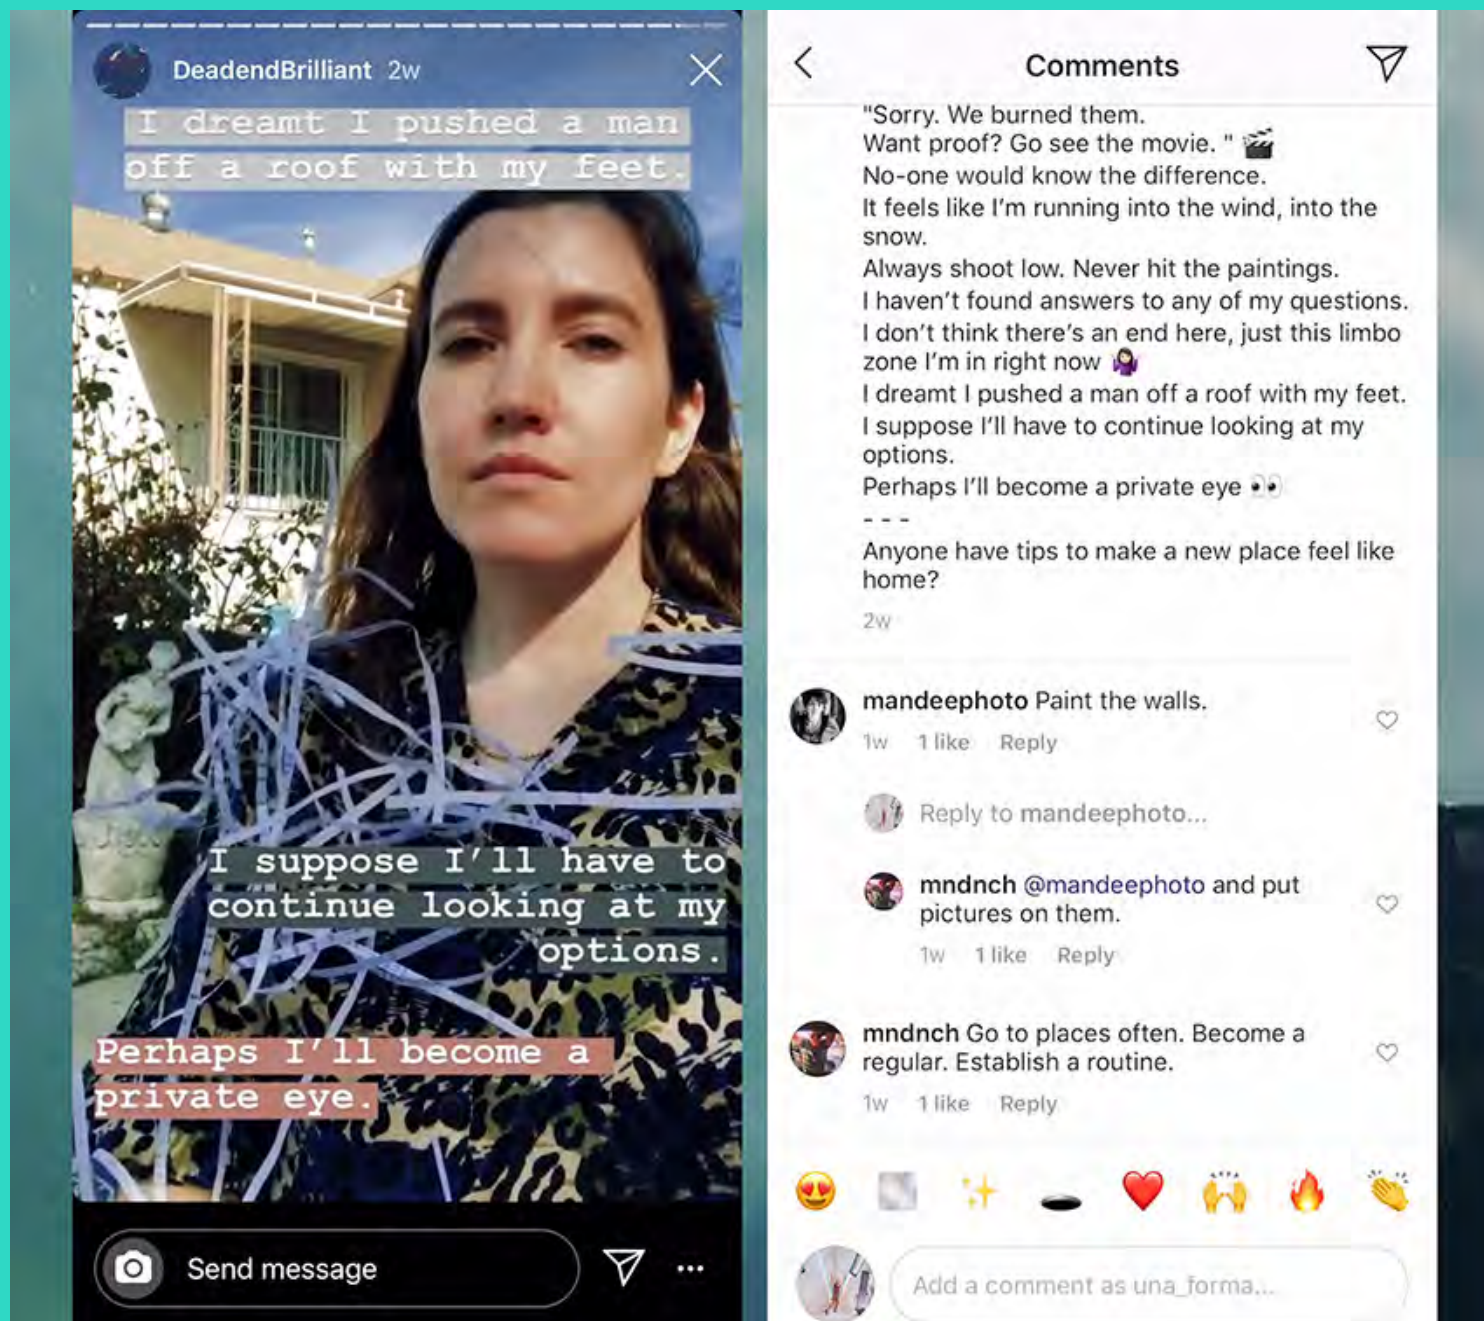 DeadendBrilliant 2w
I dreamt I pushed a man
off a roof with my feet.
I suppose I'll have to
continue looking at my
options.
Perhaps I'll become a
private eye.
Send message
Comments
"Sorry. We burned them.
Want proof? Go see the movie. " 🎬
No-one would know the difference.
It feels like I'm running into the wind, into the
snow.
Always shoot low. Never hit the paintings.
I haven't found answers to any of my questions.
I don't think there's an end here, just this limbo
zone I'm in right now 🤷🏻‍♀️
I dreamt I pushed a man off a roof with my feet.
I suppose I'll have to continue looking at my
options.
Perhaps I'll become a private eye 👀
- - -
Anyone have tips to make a new place feel like
home?
2w
mandeephoto Paint the walls.
1w 1 like Reply
Reply to mandeephoto...
mndnch @mandeephoto and put
pictures on them.
1w 1 like Reply
mndnch Go to places often. Become a
regular. Establish a routine.
1w 1 like Reply
Add a comment as una_forma...